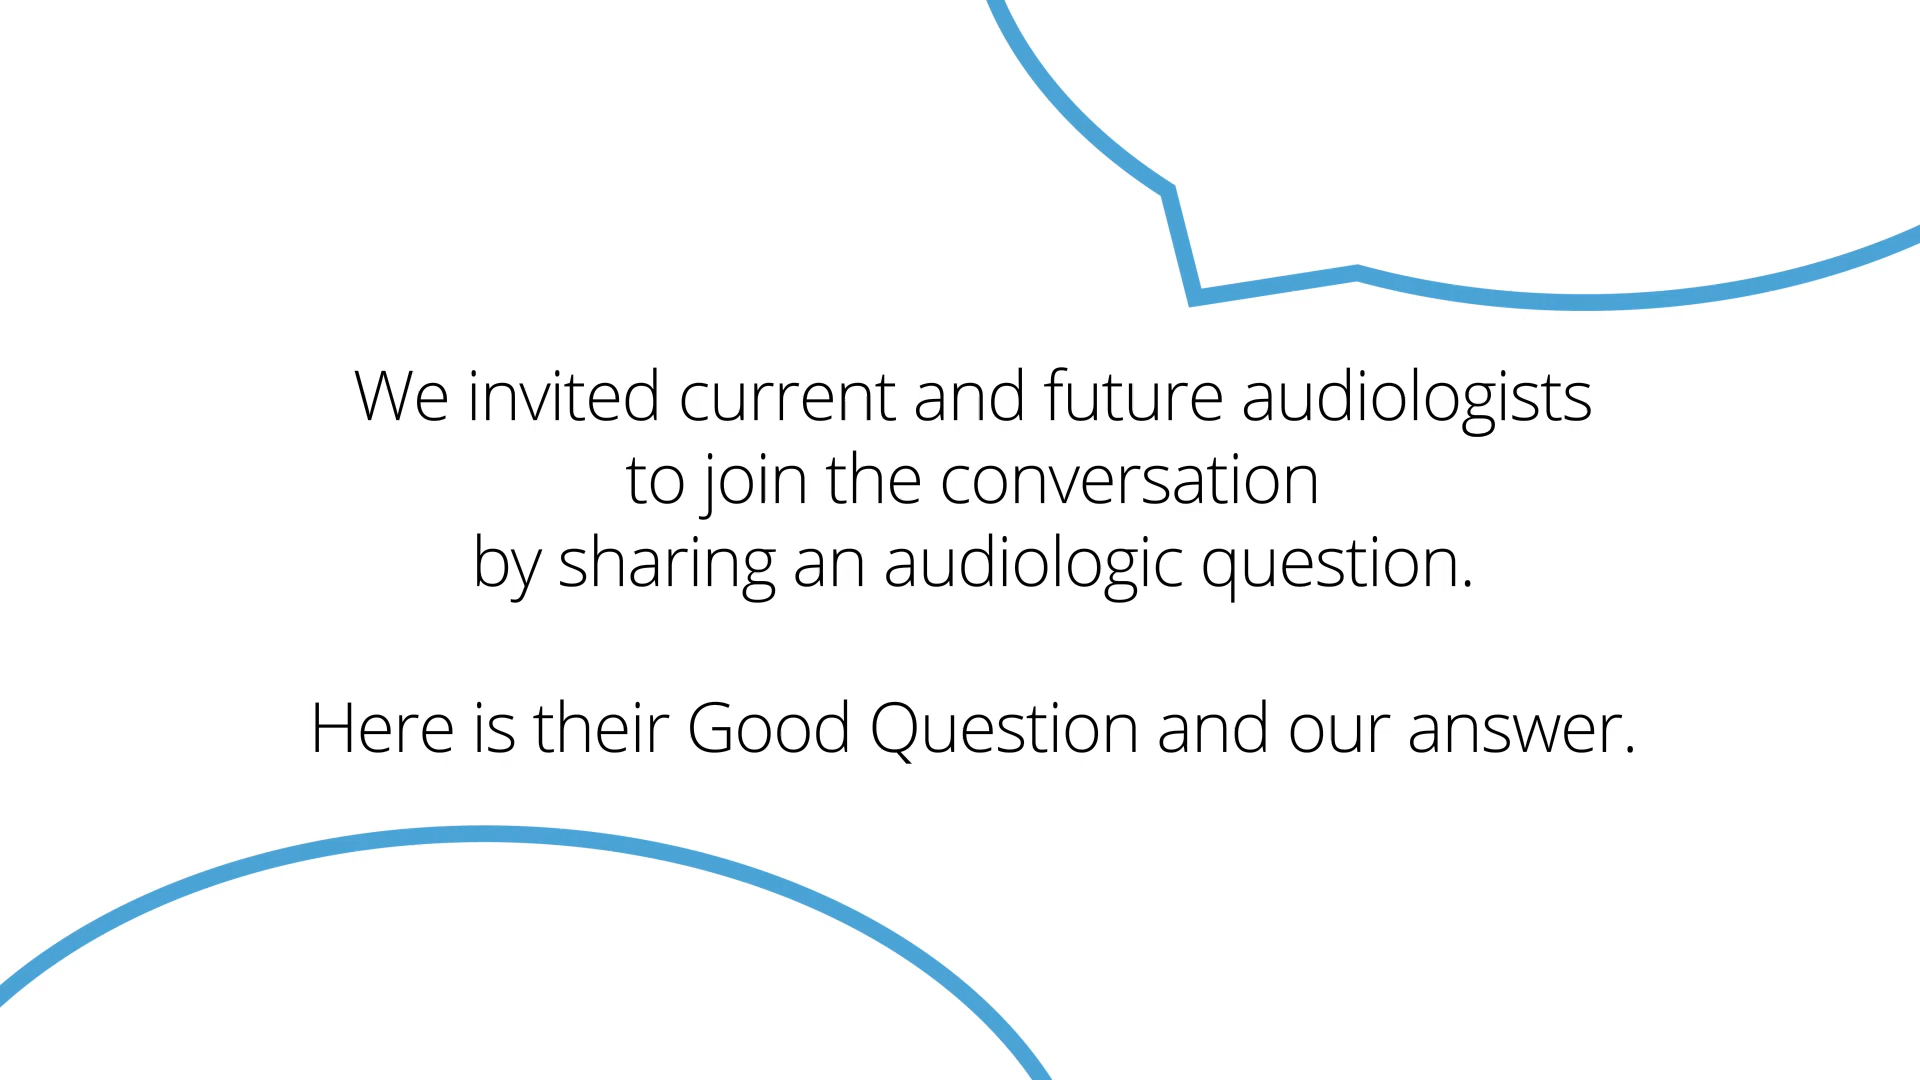 We invited current and future audiologists
to join the conversation
by sharing an audiologic question.
Here is their Good Question and our answer.